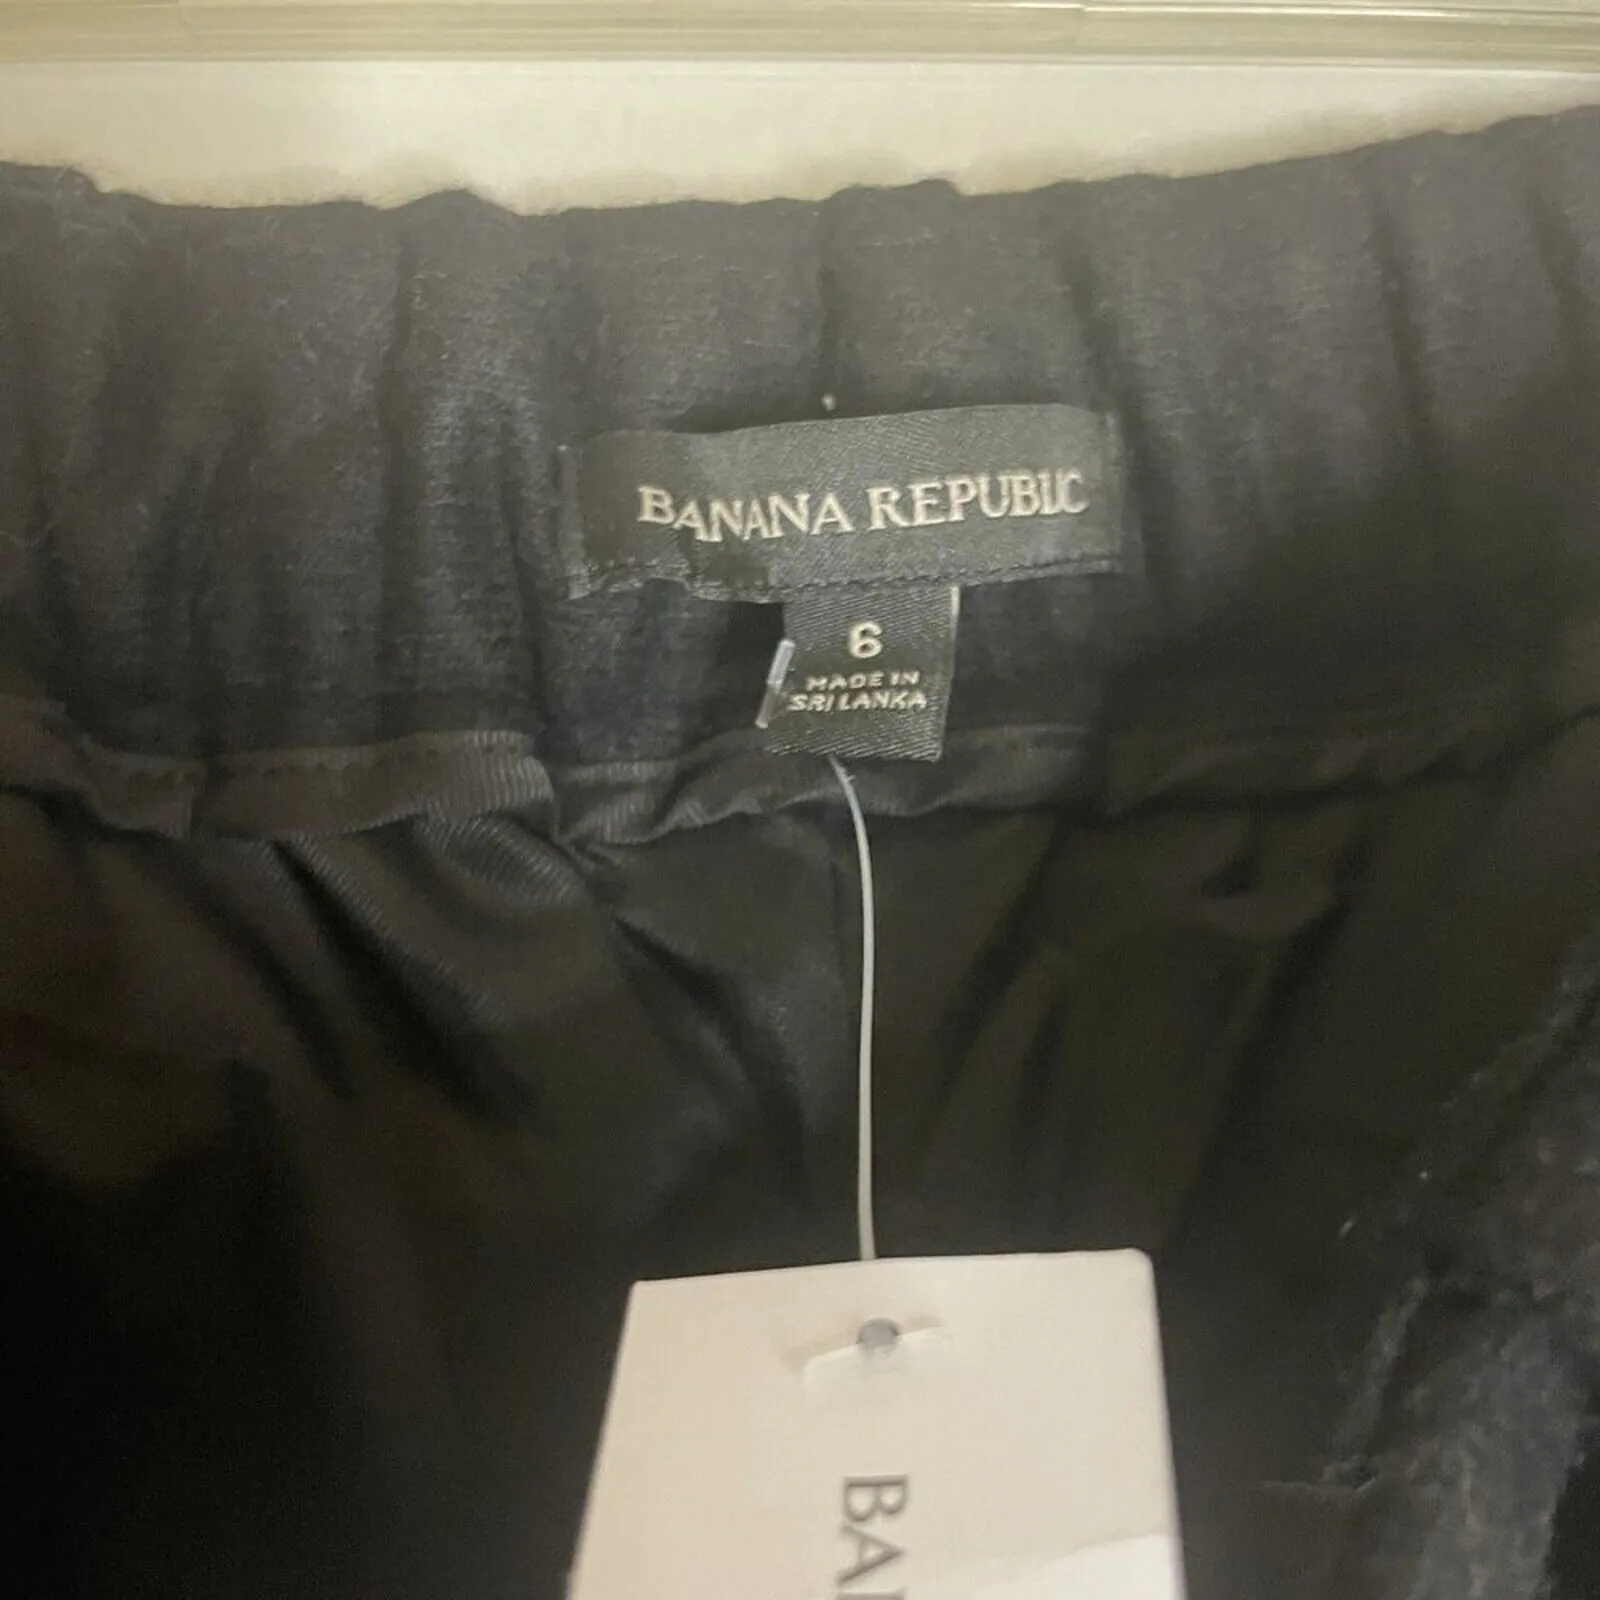 BANANA REPUBLIC
6
MADE IN
SRI LANKA
BA